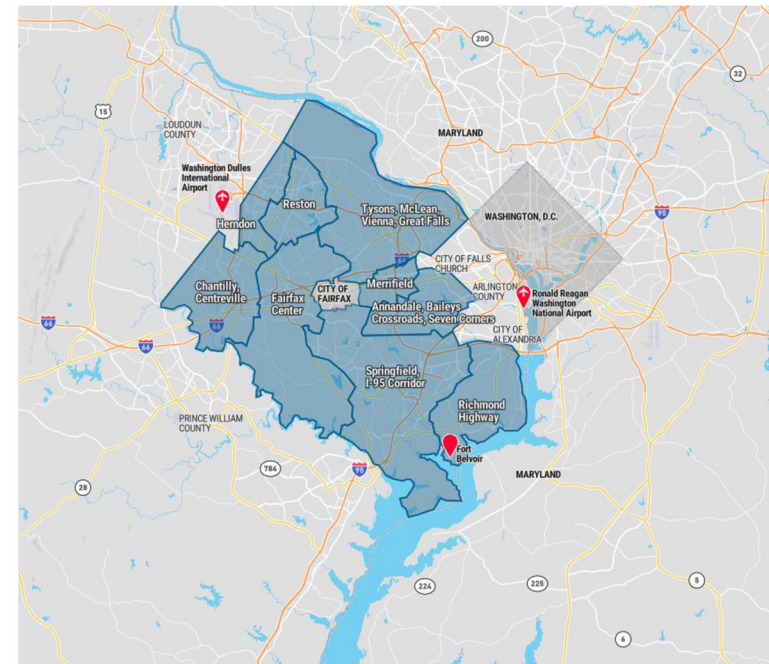 200
32
15
LOUDOUN
COUNTY
MARYLAND
Washington Dulles
International
Airport
Reston
Tysons, McLean,
Vienna, Great Falls
WASHINGTON, D.C.
95
Herndon
66
CITY OF FALLS
CHURCH
Chantilly,
Centreville
Fairfax
Center
CITY OF
FAIRFAX
Merrifield
ARLINGTON
COUNTY
Ronald Reagan
Washington
National Airport
Annandale, Baileys
Crossroads, Seven Corners
66
66
66
CITY OF
ALEXANDRIA
Springfield,
I-95 Corridor
Richmond
Highway
PRINCE WILLIAM
COUNTY
Fort
Belvoir
784
95
MARYLAND
28
224
225
5
6